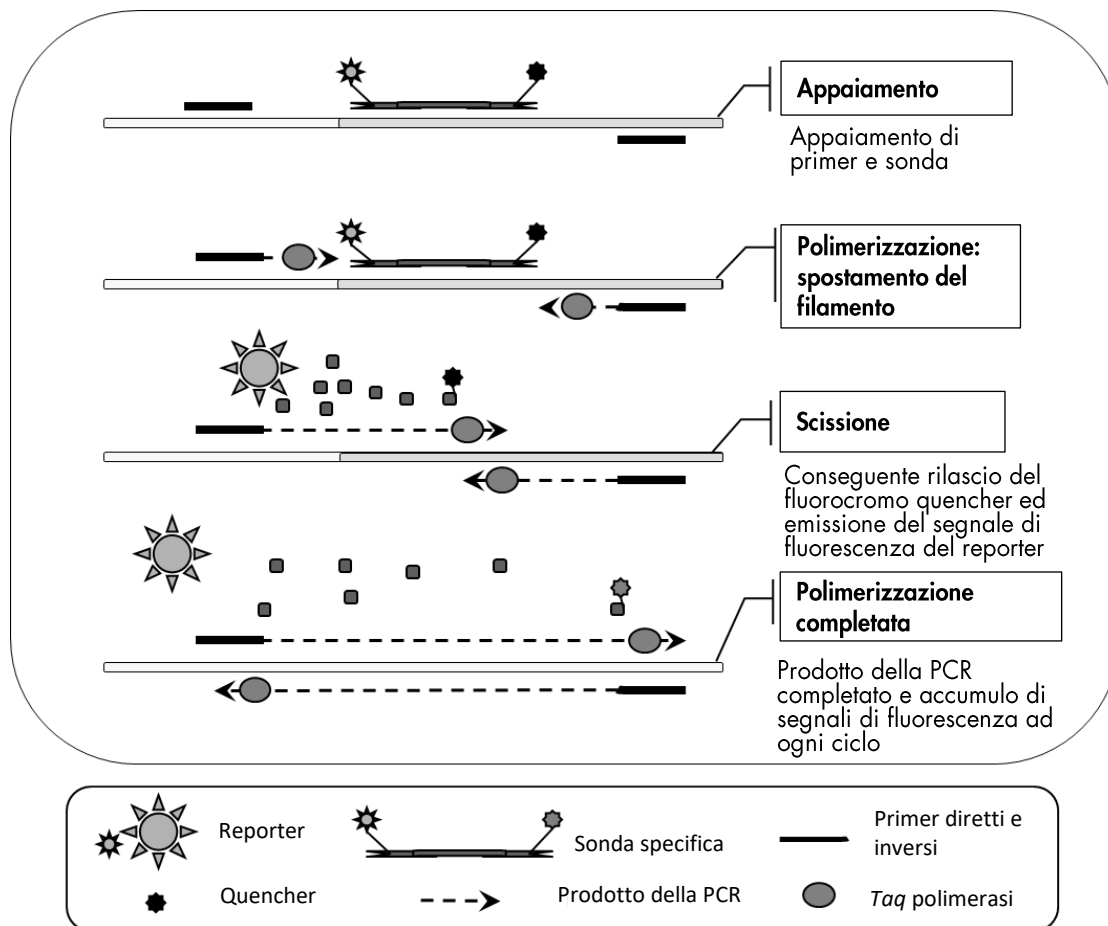 Appaiamento
Appaiamento di
primer e sonda
Polimerizzazione:
spostamento del
filamento
Scissione
Conseguente rilascio del
fluorocromo quencher ed
emissione del segnale di
fluorescenza del reporter
Polimerizzazione
completata
Prodotto della PCR
completato e accumulo di
segnali di fluorescenza ad
ogni ciclo
Reporter
Sonda specifica
Primer diretti e
inversi
Quencher
Prodotto della PCR
Taq polimerasi